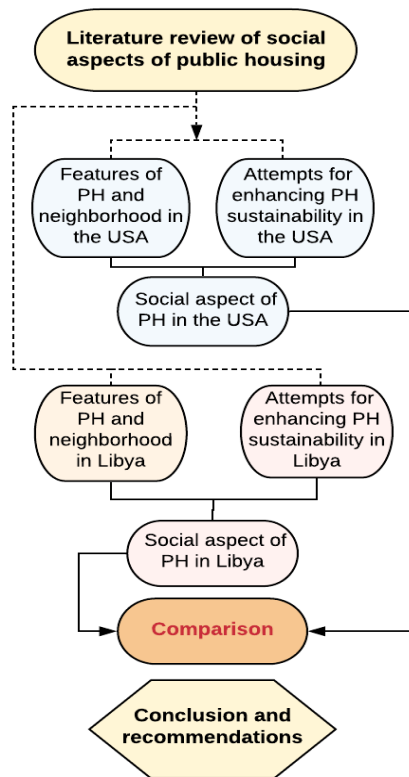 Literature review of social
aspects of public housing
Features of
PH and
neighborhood in
the USA
Attempts for
enhancing PH
sustainability in
the USA
Social aspect of
PH in the USA
Features of
PH and
neighborhood
in Libya
Attempts for
enhancing PH
sustainability in
Libya
Social aspect of
PH in Libya
Comparison
Conclusion and
recommendations